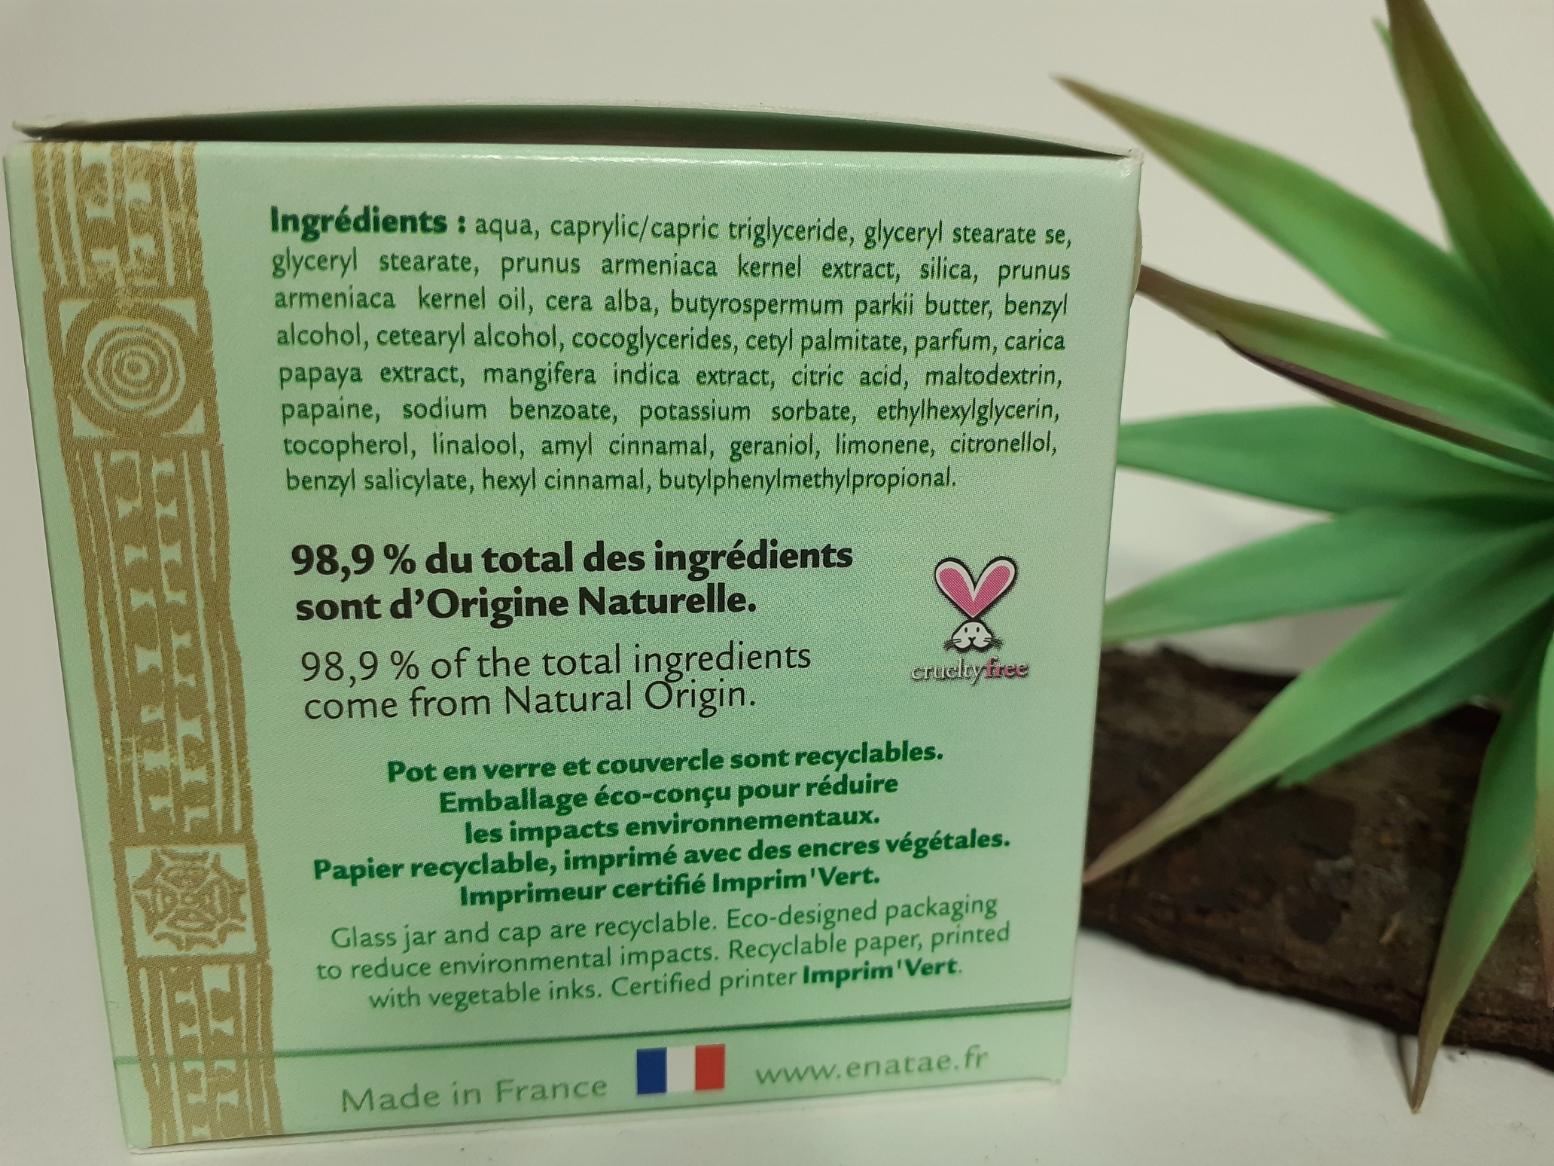 Ingrédients : aqua, caprylic/capric triglyceride, glyceryl stearate se,
glyceryl stearate, prunus armeniaca kernel extract, silica, prunus
armeniaca kernel oil, cera alba, butyrospermum parkii butter, benzyl
alcohol, cetearyl alcohol, cocoglycerides, cetyl palmitate, parfum, carica
papaya extract, mangifera indica extract, citric acid, maltodextrin,
papaine, sodium benzoate, potassium sorbate, ethylhexylglycerin,
tocopherol, linalool, amyl cinnamal, geraniol, limonene, citronellol,
benzyl salicylate, hexyl cinnamal, butylphenylmethylpropional.
98,9 % du total des ingrédients
sont d'Origine Naturelle.
98,9 % of the total ingredients
come from Natural Origin.
crueltyfree
Pot en verre et couvercle sont recyclables.
Emballage éco-conçu pour réduire
les impacts environnementaux.
Papier recyclable, imprimé avec des encres végétales.
Imprimeur certifié Imprim'Vert.
Glass jar and cap are recyclable. Eco-designed packaging
to reduce environmental impacts. Recyclable paper, printed
with vegetable inks. Certified printer Imprim'Vert.
Made in France www.enatae.fr